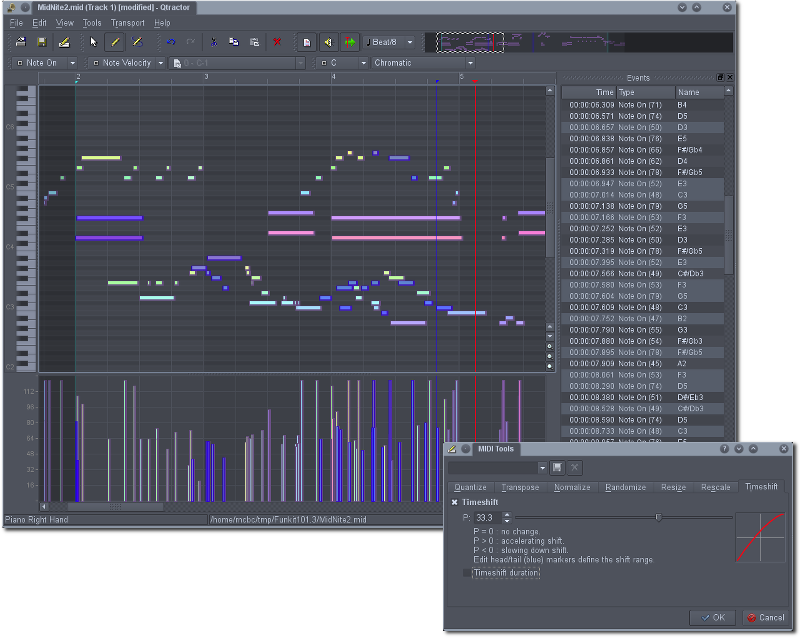 MidNite2.mid (Track 1) [modified] - Qtractor
File Edit View Tools Transport Help
Beat/8
Note On Note Velocity 0 - C-1 C Chromatic
2 3 4 5
C6
C5
C4
C3
C2
112
96
80
64
48
32
16
Events
Time Type Name
00:00:06.309 Note On (71) B4
00:00:06.571 Note On (74) D5
00:00:06.657 Note On (50) D3
00:00:06.838 Note On (76) E5
00:00:06.857 Note On (66) F#/Gb4
00:00:06.861 Note On (62) D4
00:00:06.933 Note On (78) F#/Gb5
00:00:06.947 Note On (52) E3
00:00:07.014 Note On (48) C3
00:00:07.138 Note On (79) G5
00:00:07.166 Note On (53) F3
00:00:07.252 Note On (52) E3
00:00:07.285 Note On (50) D3
00:00:07.319 Note On (78) F#/Gb5
00:00:07.395 Note On (52) E3
00:00:07.566 Note On (49) C#/Db3
00:00:07.580 Note On (53) F3
00:00:07.604 Note On (79) G5
00:00:07.609 Note On (48) C3
00:00:07.752 Note On (47) B2
00:00:07.790 Note On (55) G3
00:00:07.880 Note On (54) F#/Gb3
00:00:07.895 Note On (78) F#/Gb5
00:00:07.909 Note On (45) A2
00:00:08.061 Note On (53) F3
00:00:08.290 Note On (74) D5
00:00:08.380 Note On (51) D#/Eb3
00:00:08.528 Note On (49) C#/Db3
00:00:08.590 Note On (74) D5
00:00:08.733 Note On (48) C3
Piano Right Hand /home/mcbc/tmp/Funkit101.3/MidNite2.mid
MIDI Tools
Quantize Transpose Normalize Randomize Resize Rescale Timeshift
Timeshift
P: 33.3
P = 0 : no change.
P > 0 : accelerating shift.
P < 0 : slowing down shift.
Edit head/tail (blue) markers define the shift range.
Timeshift duration
OK Cancel